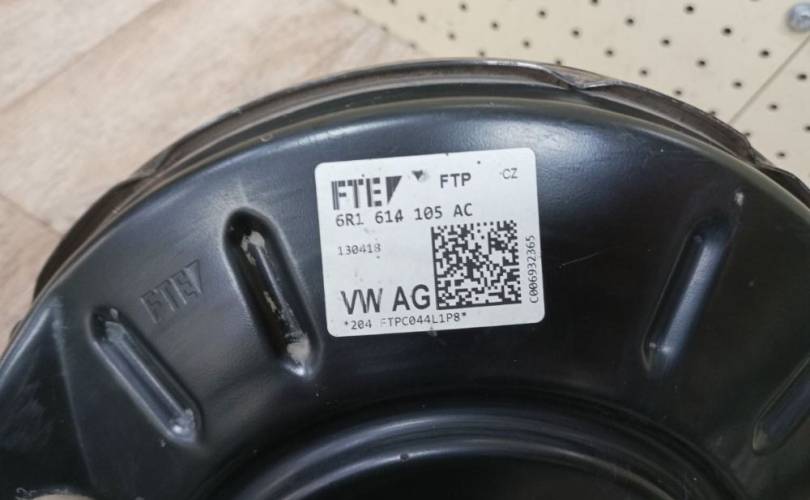 FTE FTP CZ
6R1 614 105 AC
130418
VW AG
C006932365
*204 FTPC044L1P8*
FTE